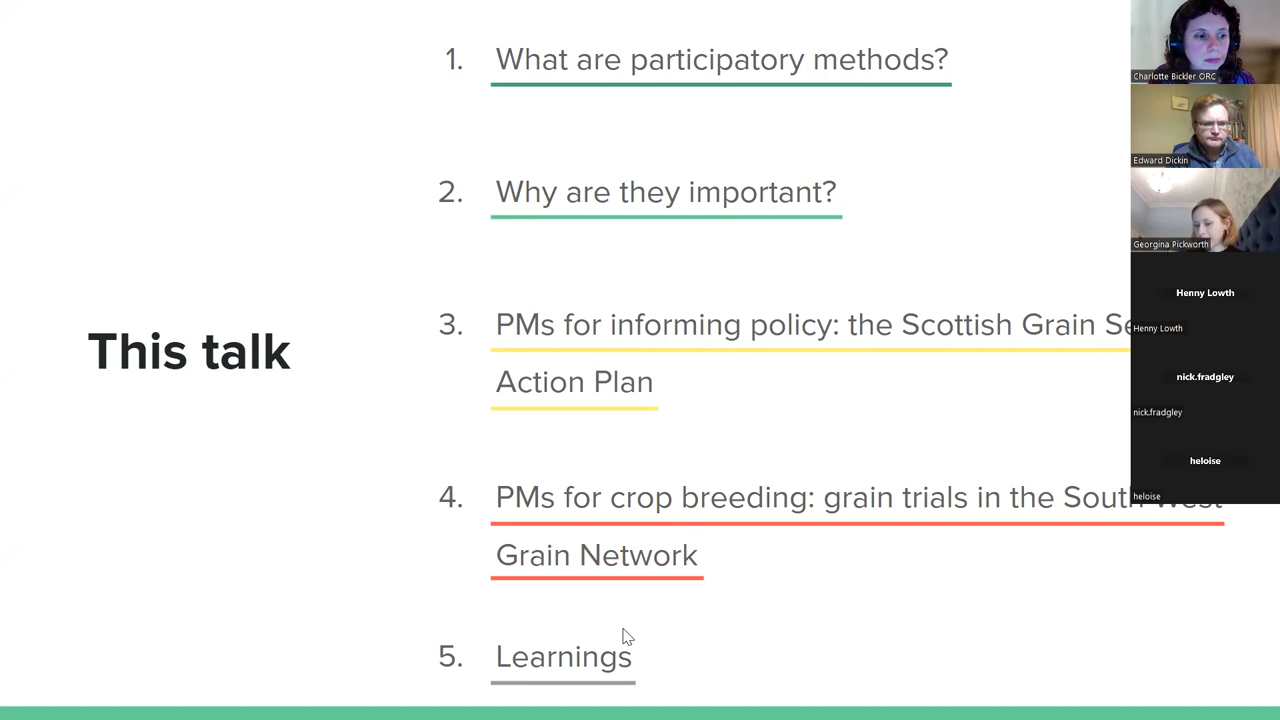 This talk
1. What are participatory methods?
2. Why are they important?
3. PMs for informing policy: the Scottish Grain
Action Plan
4. PMs for crop breeding: grain trials in the South West
Grain Network
5. Learnings
Charlotte Bickler ORC
Edward Dickin
Georgina Pickworth
Henny Lowth
Henny Lowth
nick.fradgley
nick.fradgley
heloise
heloise